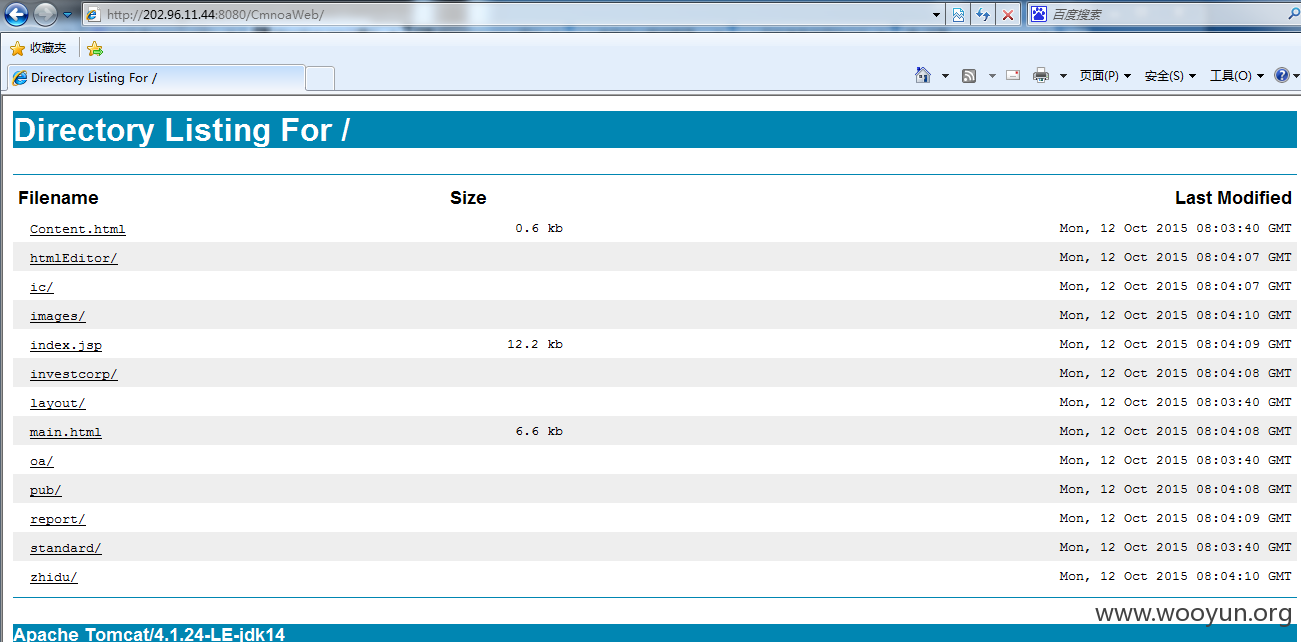 http://202.96.11.44:8080/CmnoaWeb/
百度搜索
收藏夹
Directory Listing For /
页面(P) 安全(S) 工具(O)
Directory Listing For /
Filename Size Last Modified
Content.html 0.6 kb Mon, 12 Oct 2015 08:03:40 GMT
htmlEditor/ Mon, 12 Oct 2015 08:04:07 GMT
ic/ Mon, 12 Oct 2015 08:04:07 GMT
images/ Mon, 12 Oct 2015 08:04:10 GMT
index.jsp 12.2 kb Mon, 12 Oct 2015 08:04:09 GMT
investcorp/ Mon, 12 Oct 2015 08:04:08 GMT
layout/ Mon, 12 Oct 2015 08:03:40 GMT
main.html 6.6 kb Mon, 12 Oct 2015 08:04:08 GMT
oa/ Mon, 12 Oct 2015 08:03:40 GMT
pub/ Mon, 12 Oct 2015 08:04:08 GMT
report/ Mon, 12 Oct 2015 08:04:09 GMT
standard/ Mon, 12 Oct 2015 08:03:40 GMT
zhidu/ Mon, 12 Oct 2015 08:04:10 GMT
www.wooyun.org
Apache Tomcat/4.1.24-LE-jdk14